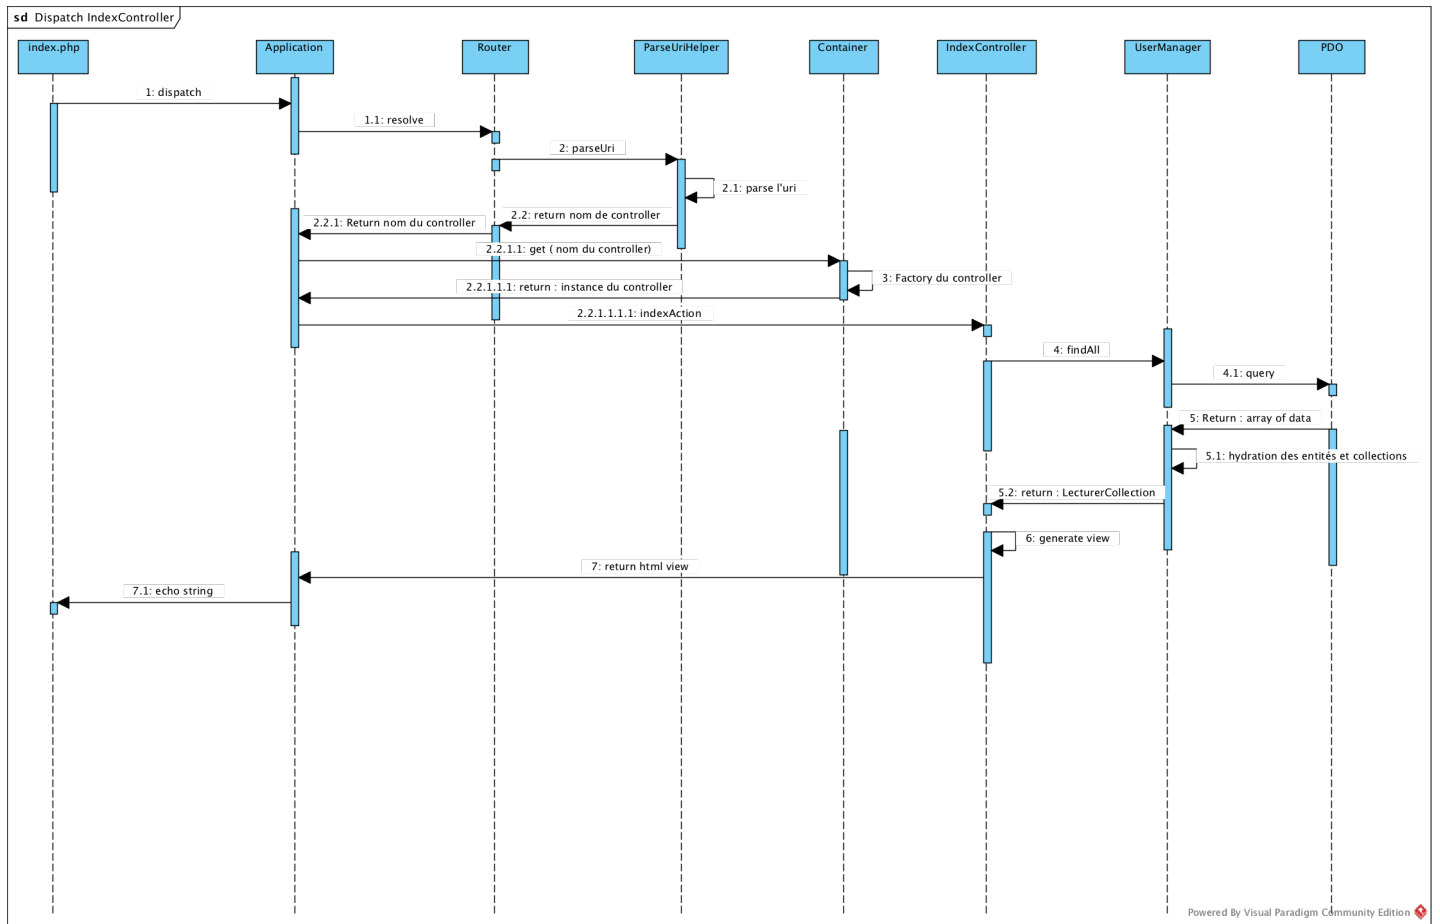 sd Dispatch IndexController
index.php
Application
Router
ParseUriHelper
Container
IndexController
UserManager
PDO
1: dispatch
1.1: resolve
2: parseUri
2.1: parse l'uri
2.2: return nom de controller
2.2.1: Return nom du controller
2.2.1.1: get ( nom du controller)
3: Factory du controller
2.2.1.1.1: return : instance du controller
2.2.1.1.1.1: indexAction
4: findAll
4.1: query
5: Return : array of data
5.1: hydration des entités et collections
5.2: return : LecturerCollection
6: generate view
7: return html view
7.1: echo string
Powered By Visual Paradigm Community Edition